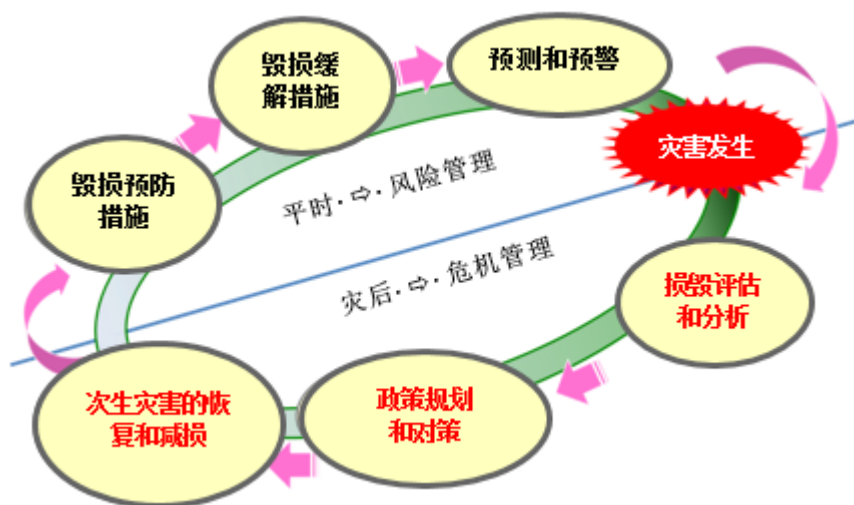 毁损缓
解措施
预测和预警
灾害发生
毁损预防
措施
平时·⇨·风险管理
灾后·⇨·危机管理
损毁评估
和分析
政策规划
和对策
次生灾害的恢
复和减损